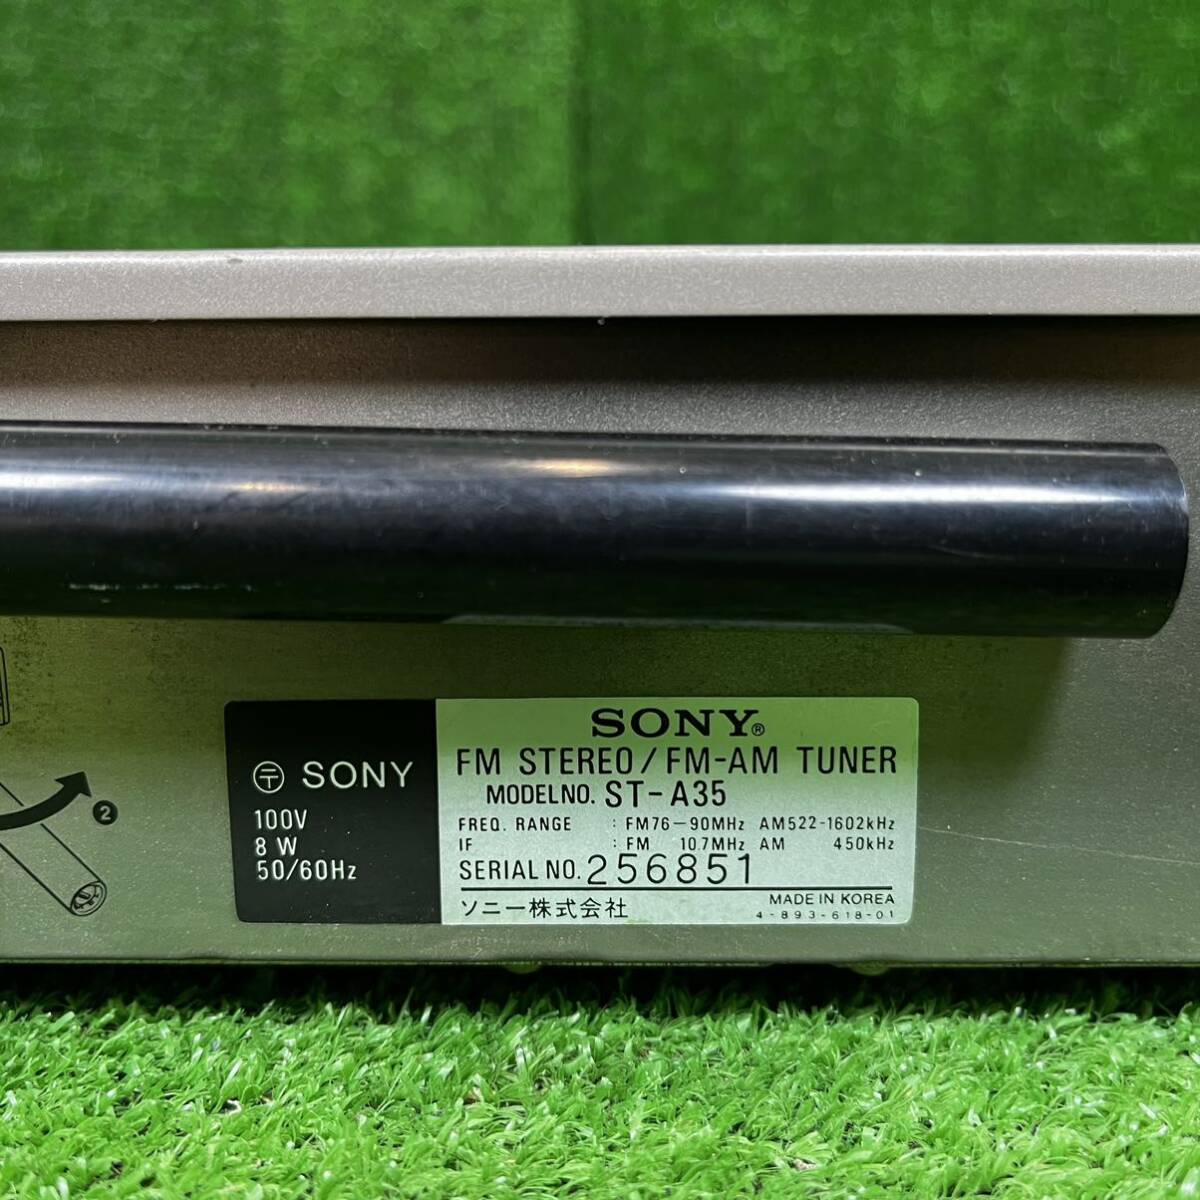 〒 SONY
100V
8 W
50/60Hz
SONY®
FM STEREO/FM-AM TUNER
MODEL NO. ST-A35
FREQ. RANGE : FM76-90MHz AM522-1602kHz
IF : FM 10.7MHz AM 450kHz
SERIAL NO. 256851
ソニー株式会社
MADE IN KOREA
4-893-618-01
❷